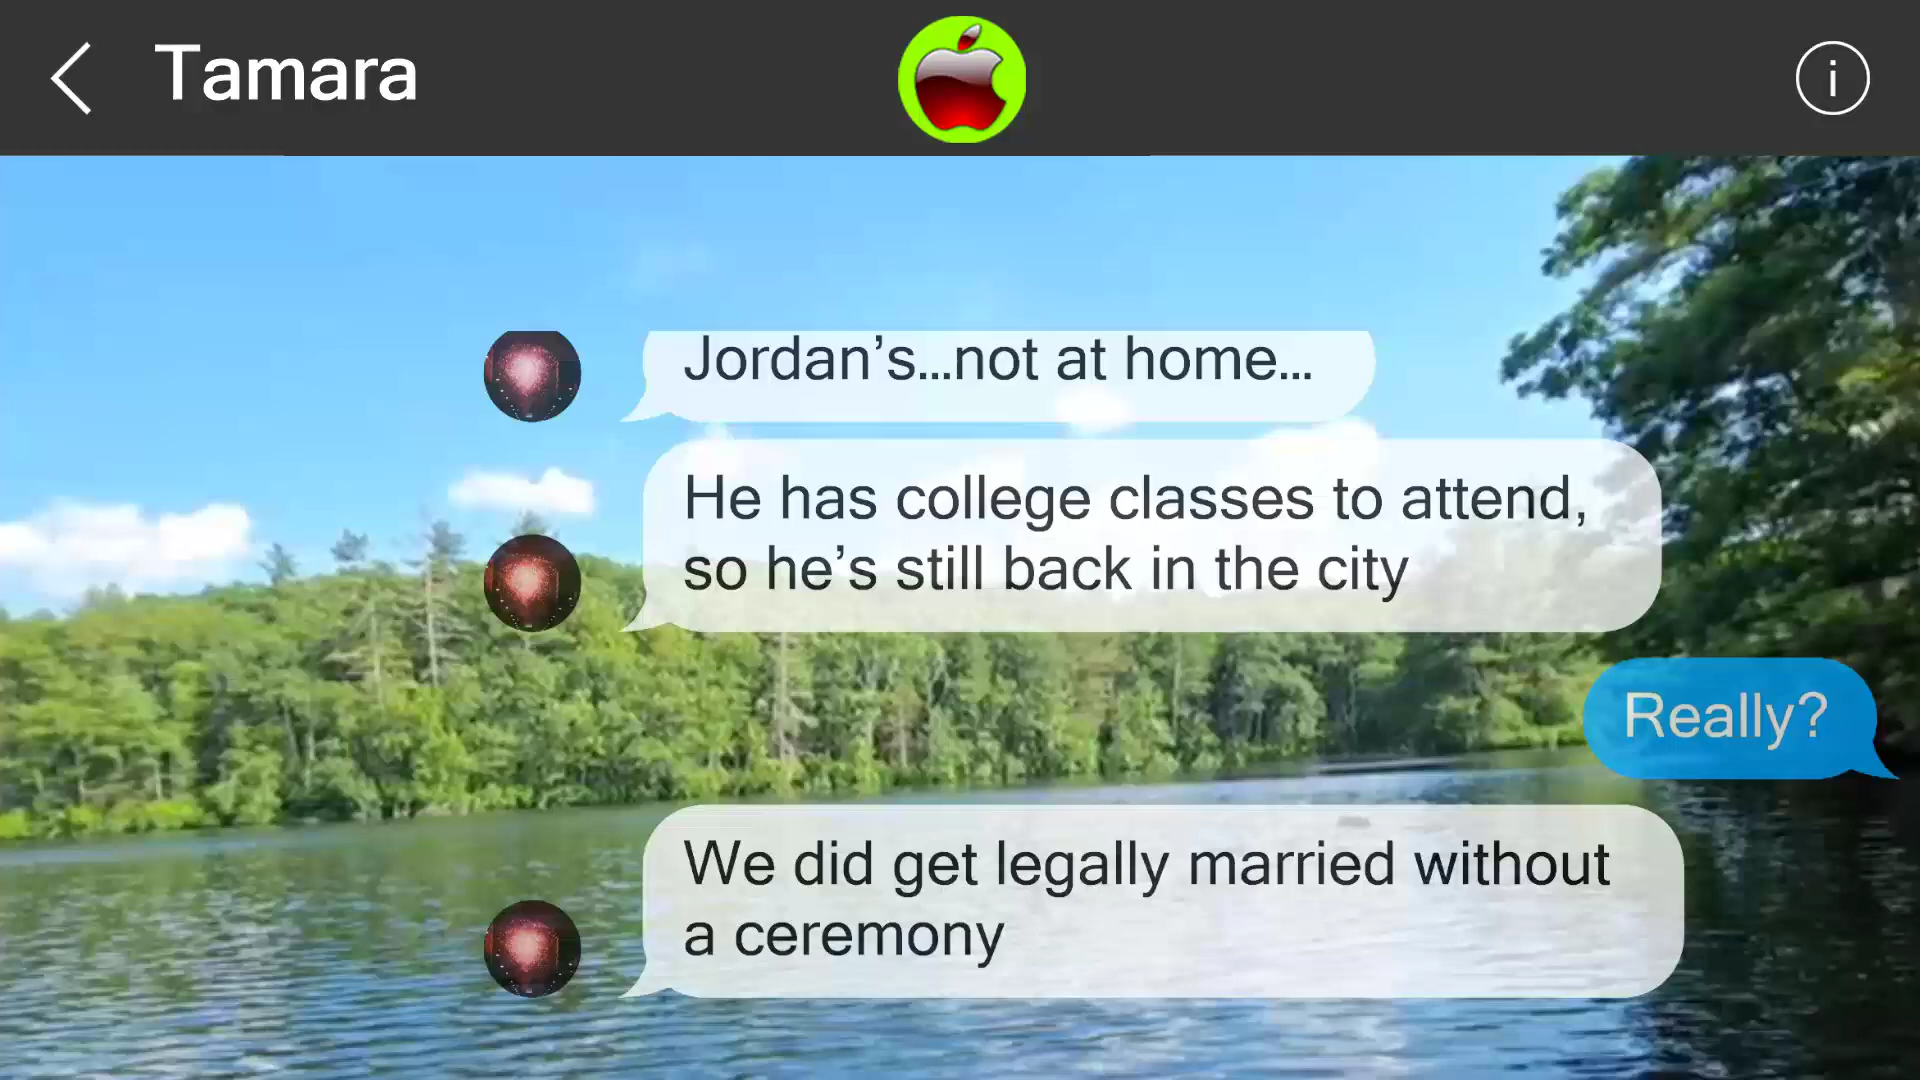 Tamara
i
Jordan’s...not at home...
He has college classes to attend,
so he’s still back in the city
Really?
We did get legally married without
a ceremony